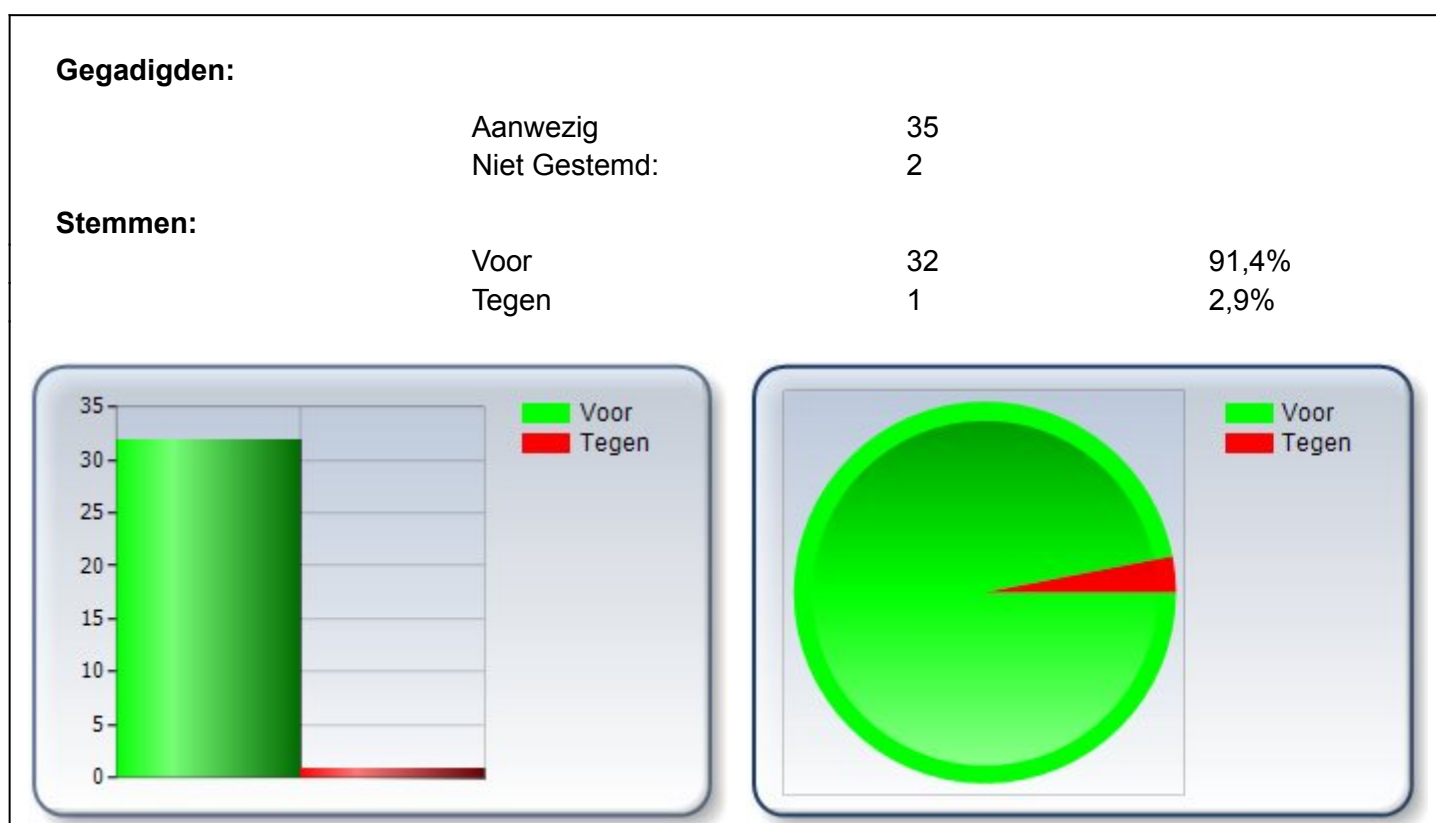 Gegadigden:
Aanwezig 35
Niet Gestemd: 2
Stemmen:
Voor 32 91,4%
Tegen 1 2,9%
35
30
25
20
15
10
5
0
Voor
Tegen
Voor
Tegen